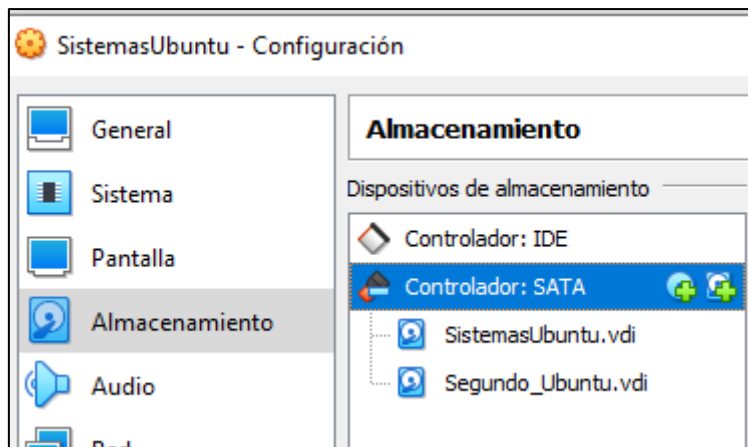 SistemasUbuntu - Configuración
General
Sistema
Pantalla
Almacenamiento
Audio
Almacenamiento
Dispositivos de almacenamiento
Controlador: IDE
Controlador: SATA
SistemasUbuntu.vdi
Segundo_Ubuntu.vdi